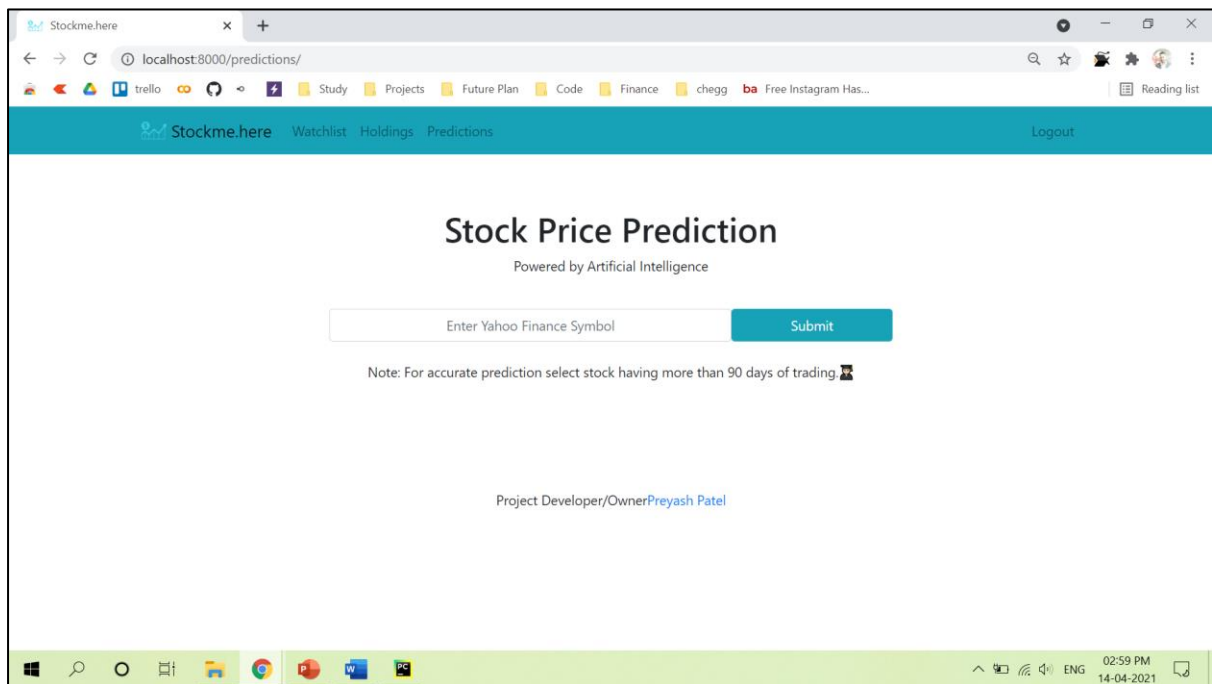 Stockme.here
localhost:8000/predictions/
trello Study Projects Future Plan Code Finance chegg ba Free Instagram Has... Reading list
Stockme.here Watchlist Holdings Predictions Logout
Stock Price Prediction
Powered by Artificial Intelligence
Enter Yahoo Finance Symbol Submit
Note: For accurate prediction select stock having more than 90 days of trading.
Project Developer/OwnerPreyash Patel
P W PC ENG 02:59 PM
14-04-2021